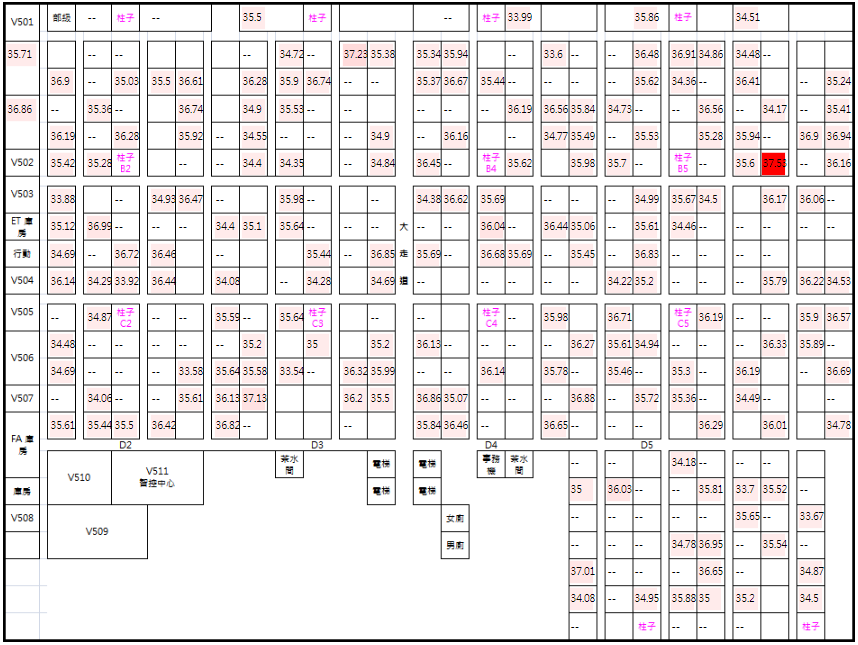 V501 部級 -- 柱子 -- 35.5 柱子 -- 柱子 33.99 35.86 柱子 34.51
35.71 -- -- 34.72 -- 37.23 35.38 35.34 35.94 -- 33.6 -- -- 36.48 36.91 34.86 34.48 --
36.9 -- 35.03 35.5 36.61 36.28 35.9 36.74 -- -- 35.37 36.67 35.44 -- -- -- 35.62 34.36 -- 36.41 -- 35.24
36.86 -- 35.36 -- 36.74 34.9 35.53 -- -- -- 36.19 36.56 35.84 34.73 -- -- 36.56 -- 34.17 -- 35.41
36.19 -- 36.28 35.92 -- 34.55 -- -- -- 34.9 -- 36.16 -- 34.77 35.49 -- 35.53 35.28 35.94 -- 36.9 36.94
V502 35.42 35.28 柱子 B2 -- -- 34.4 34.35 -- 34.84 36.45 -- 柱子 B4 35.62 35.98 35.7 -- 柱子 B5 -- 35.6 -- 36.16
V503 33.88 -- 34.93 36.47 -- 35.98 -- -- 34.38 36.62 35.69 -- -- 34.99 35.67 34.5 36.17 36.06 --
ET 庫房 35.12 36.99 -- -- 34.4 35.1 35.64 -- -- -- 大 -- -- 36.04 -- 36.44 35.06 -- 35.61 34.46 -- -- -- -- --
行動 34.69 -- 36.72 36.46 -- 35.44 -- 36.85 走 35.69 -- 36.68 35.69 -- 35.45 -- 36.83 -- -- -- -- -- --
V504 36.14 34.29 33.92 36.44 34.08 -- 34.28 34.69 道 -- -- -- -- 34.22 35.2 -- -- -- 35.79 36.22 34.53
V505 -- 34.87 柱子 C2 -- -- 35.59 -- 35.64 柱子 C3 -- -- -- -- 柱子 C4 -- 35.98 36.71 柱子 C5 36.19 -- -- 35.9 36.57
V506 34.48 -- -- -- -- 35.2 35 35.2 36.13 -- -- -- 36.27 35.61 34.94 -- -- -- 36.33 35.89 --
34.69 -- -- 33.58 35.64 35.58 33.54 -- 36.32 35.99 -- -- 36.14 35.78 -- 35.46 -- 35.3 -- 36.19 -- 36.69
V507 -- 34.06 -- 35.61 36.13 37.13 36.2 35.5 36.86 35.07 -- -- -- 36.88 -- 35.72 35.36 -- 34.49 -- --
FA 庫房 35.61 35.44 35.5 36.42 36.82 -- -- 35.84 36.46 -- 36.65 -- -- -- 36.29 36.01 34.78
D2 D3 D4 D5
V510 V511 智控中心 茶水間 電梯 電梯 事務機 茶水間 -- -- 34.18 -- -- --
庫房 電梯 電梯 35 36.03 -- 35.81 33.7 35.52 --
V508 V509 女廁 -- -- -- -- -- 35.65 -- 33.67
男廁 -- -- -- 34.78 36.95 -- 35.54 --
37.01 -- -- -- 36.65 -- -- 34.87
34.08 -- 34.95 35.88 35 35.2 34.5
-- 柱子 -- -- -- -- 柱子